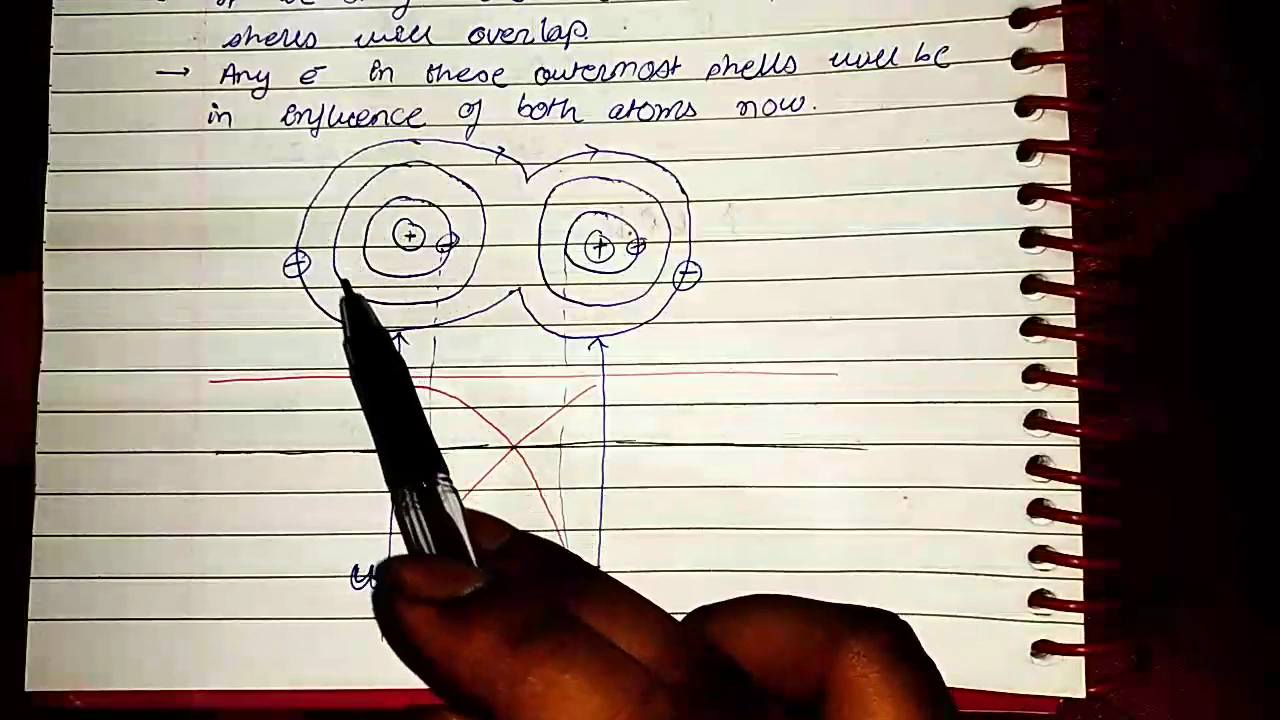 shells will overlap.
→ Any e⁻ in these outermost shells will be
in influence of both atoms now.
+ +
- -
U